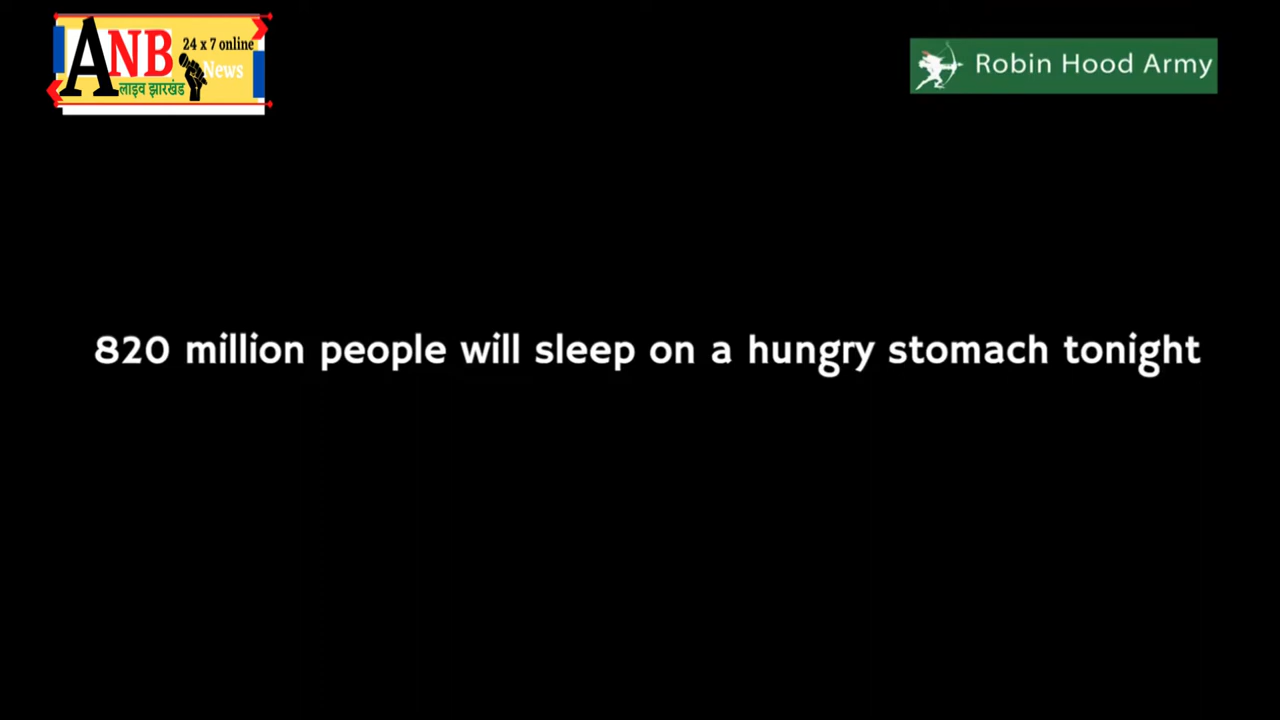 ANB
24 x 7 online
News
लाइव झारखंड
Robin Hood Army
820 million people will sleep on a hungry stomach tonight